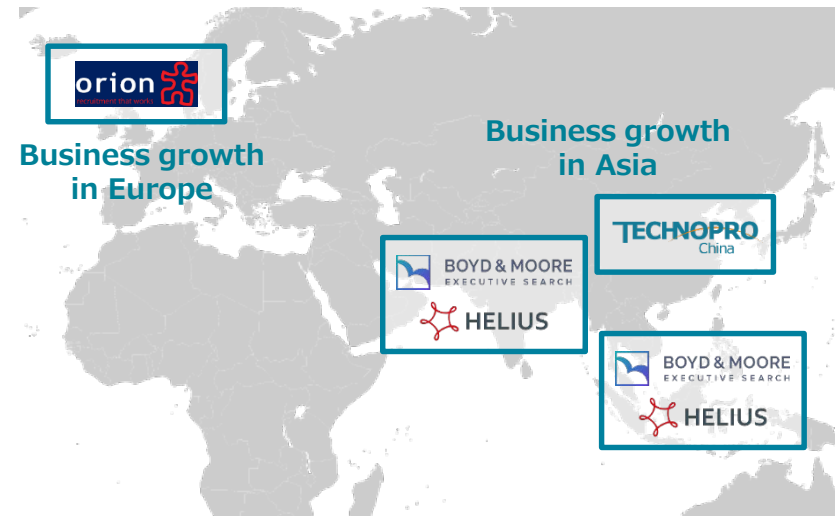 orion
recruitment that works
Business growth
in Europe
Business growth
in Asia
TECHNOPRO
China
BOYD & MOORE
EXECUTIVE SEARCH
HELIUS
BOYD & MOORE
EXECUTIVE SEARCH
HELIUS